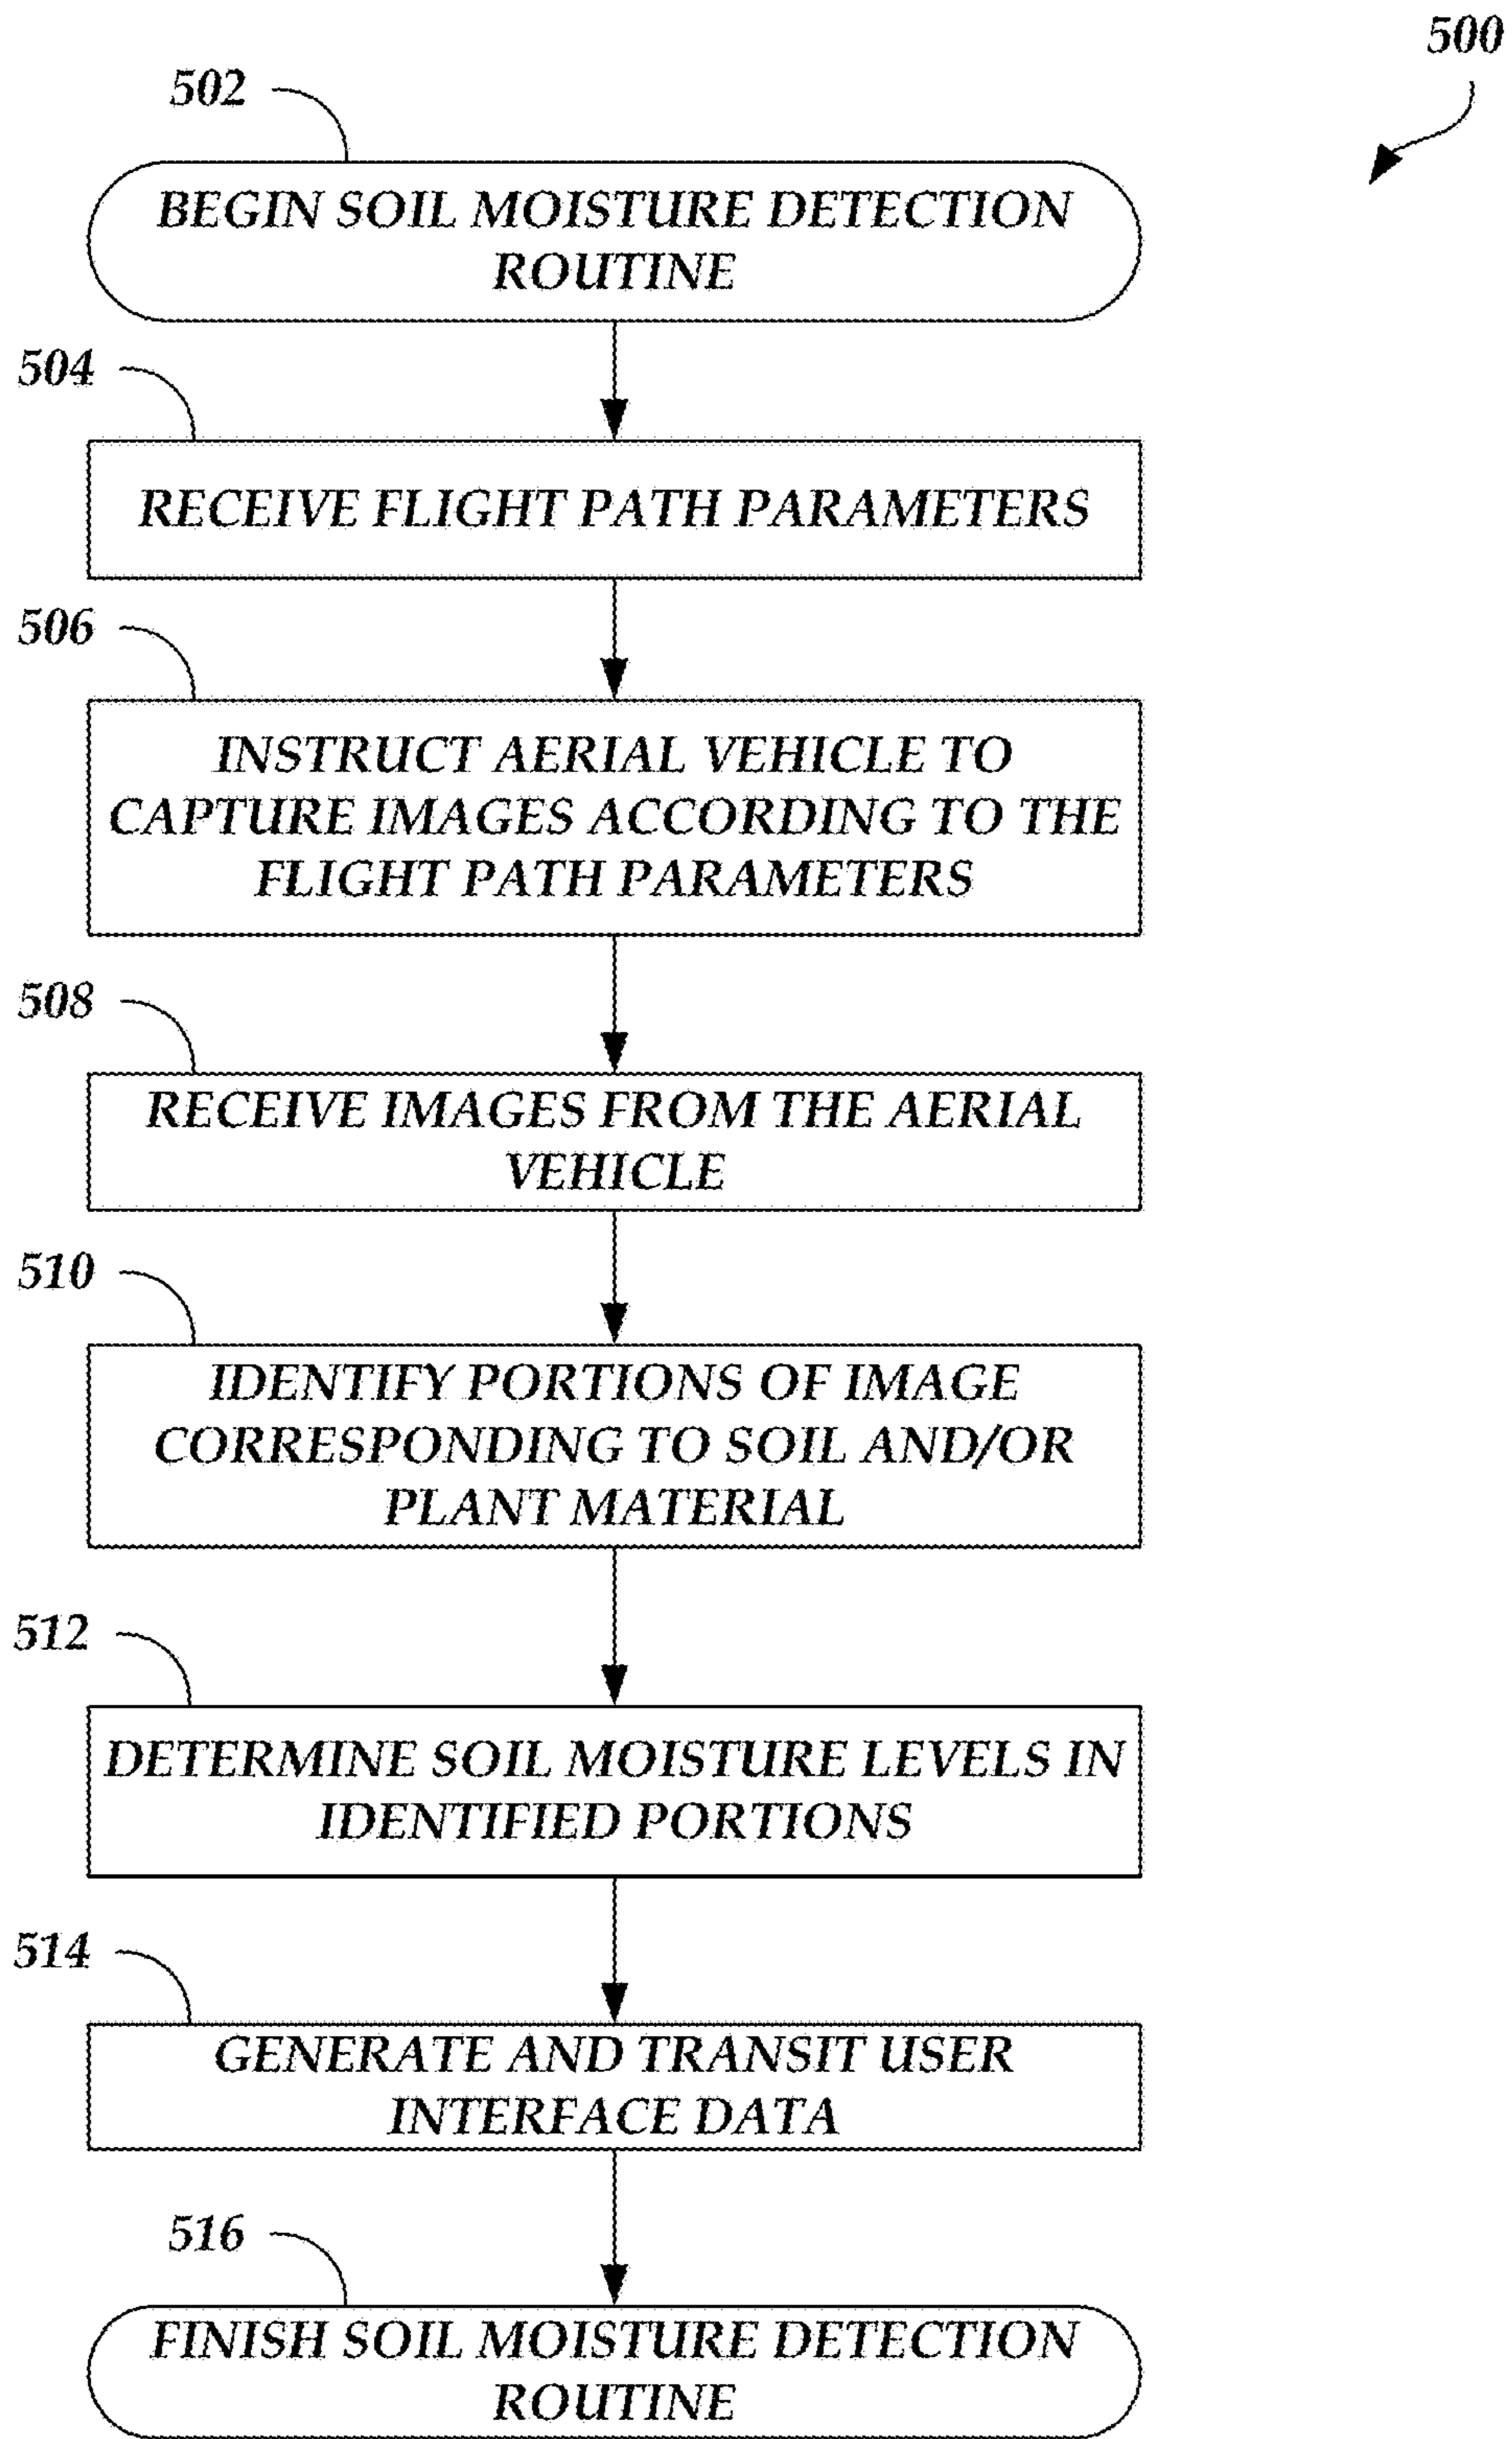 500
502
BEGIN SOIL MOISTURE DETECTION
ROUTINE
504
RECEIVE FLIGHT PATH PARAMETERS
506
INSTRUCT AERIAL VEHICLE TO
CAPTURE IMAGES ACCORDING TO THE
FLIGHT PATH PARAMETERS
508
RECEIVE IMAGES FROM THE AERIAL
VEHICLE
510
IDENTIFY PORTIONS OF IMAGE
CORRESPONDING TO SOIL AND/OR
PLANT MATERIAL
512
DETERMINE SOIL MOISTURE LEVELS IN
IDENTIFIED PORTIONS
514
GENERATE AND TRANSIT USER
INTERFACE DATA
516
FINISH SOIL MOISTURE DETECTION
ROUTINE